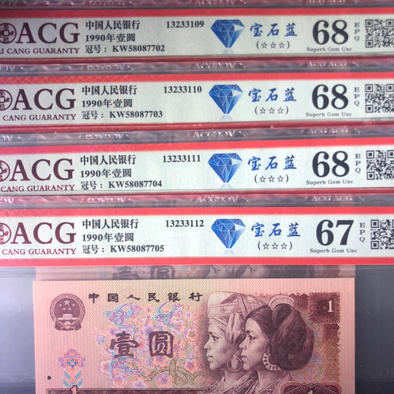 ACG 中国人民银行 13233109 宝石蓝 68 EPQ
1990年壹圆 (☆☆☆) Superb Gem Unc
CANG GUARANTY 冠号: KW58087702
ACG 中国人民银行 13233110 宝石蓝 68 EPQ
1990年壹圆 (☆☆☆) Superb Gem Unc
CANG GUARANTY 冠号: KW58087703
ACG 中国人民银行 13233111 宝石蓝 68 EPQ
1990年壹圆 (☆☆☆) Superb Gem Unc
CANG GUARANTY 冠号: KW58087704
ACG 中国人民银行 13233112 宝石蓝 67 EPQ
1990年壹圆 (☆☆☆) Superb Gem Unc
CANG GUARANTY 冠号: KW58087705
中国人民银行 1
壹圆
1